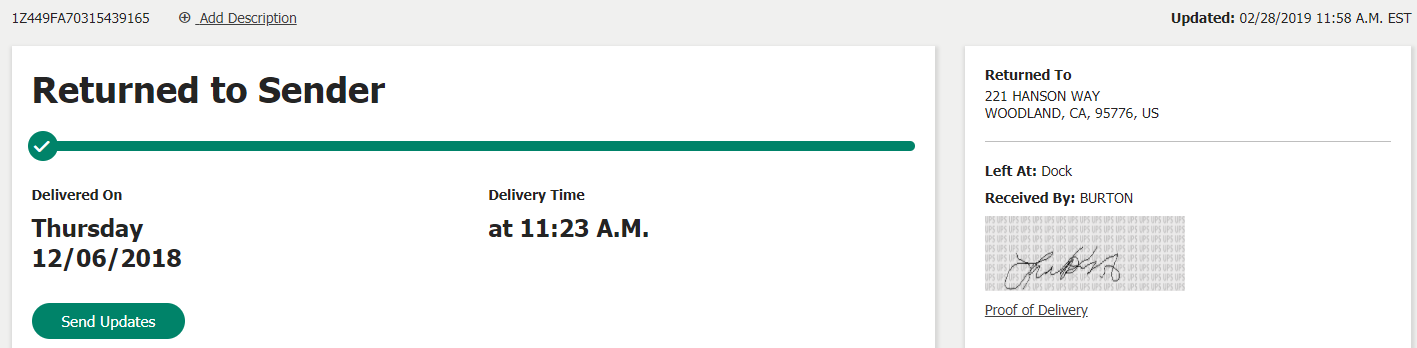 1Z449FA70315439165
Add Description
Updated: 02/28/2019 11:58 A.M. EST
Returned to Sender
Delivered On
Thursday
12/06/2018
Delivery Time
at 11:23 A.M.
Send Updates
Returned To
221 HANSON WAY
WOODLAND, CA, 95776, US
Left At: Dock
Received By: BURTON
Proof of Delivery